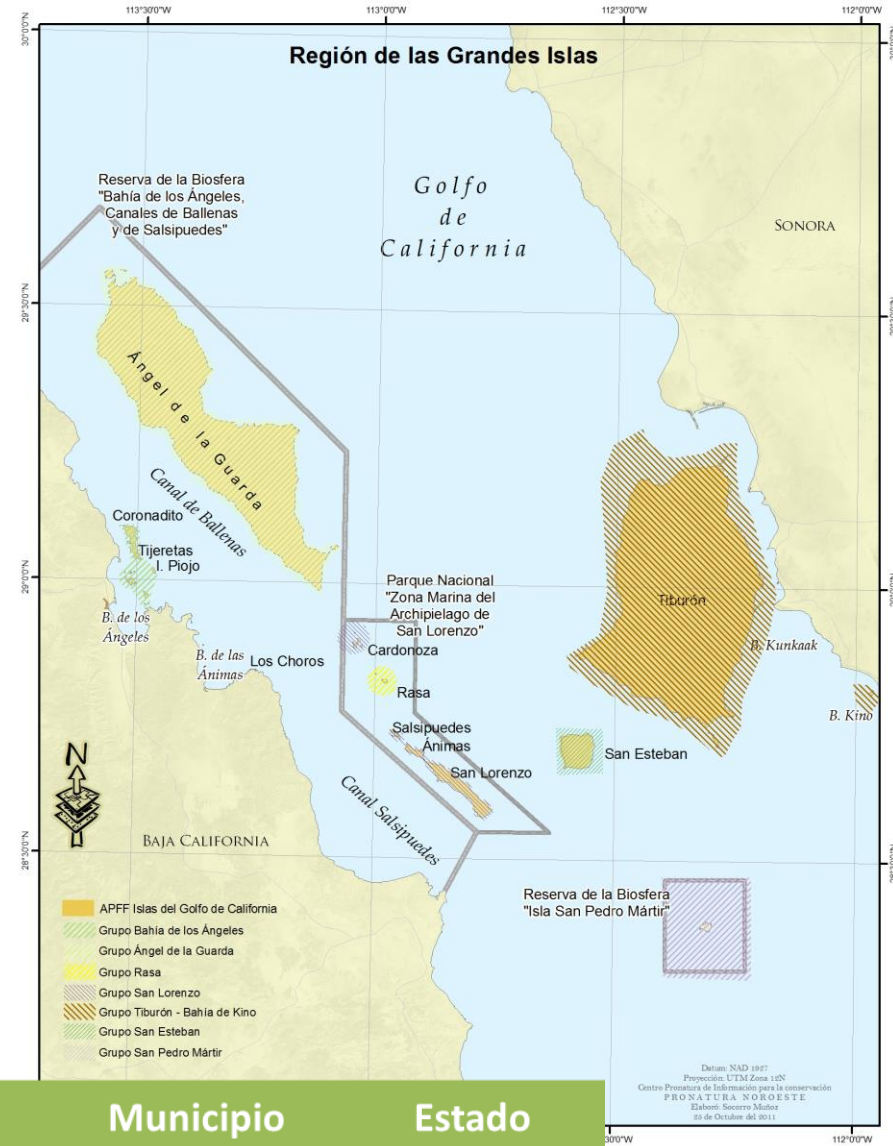 113°30'0"W 113°0'0"W 112°30'0"W 112°0'0"W
30°0'0"N
Región de las Grandes Islas
Reserva de la Biosfera
"Bahía de los Ángeles,
Canales de Ballenas
y de Salsipuedes"
Golfo
de
California
SONORA
29°30'0"N
Ángel de la Guarda
Canal de Ballenas
Coronadito
Tijeretas
I. Piojo
29°0'0"N
Parque Nacional
"Zona Marina del
Archipielago de
San Lorenzo"
Tiburón
B. de los
Ángeles
B. de las
Ánimas
Los Choros
Cardonoza
B. Kunkaak
Rasa
B. Kino
Salsipuedes
Ánimas
San Lorenzo
San Esteban
N
Canal Salsipuedes
BAJA CALIFORNIA
28°30'0"N
Reserva de la Biosfera
"Isla San Pedro Mártir"
APFF Islas del Golfo de California
Grupo Bahía de los Ángeles
Grupo Ángel de la Guarda
Grupo Rasa
Grupo San Lorenzo
Grupo Tiburón - Bahía de Kino
Grupo San Esteban
Grupo San Pedro Mártir
Datum: NAD 1927
Proyección: UTM Zona 12N
Centro Pronatura de Información para la conservación
PRONATURA NOROESTE
Elaboró: Socorro Muñoz
25 de Octubre del 2011
Municipio Estado
112°0'0"W